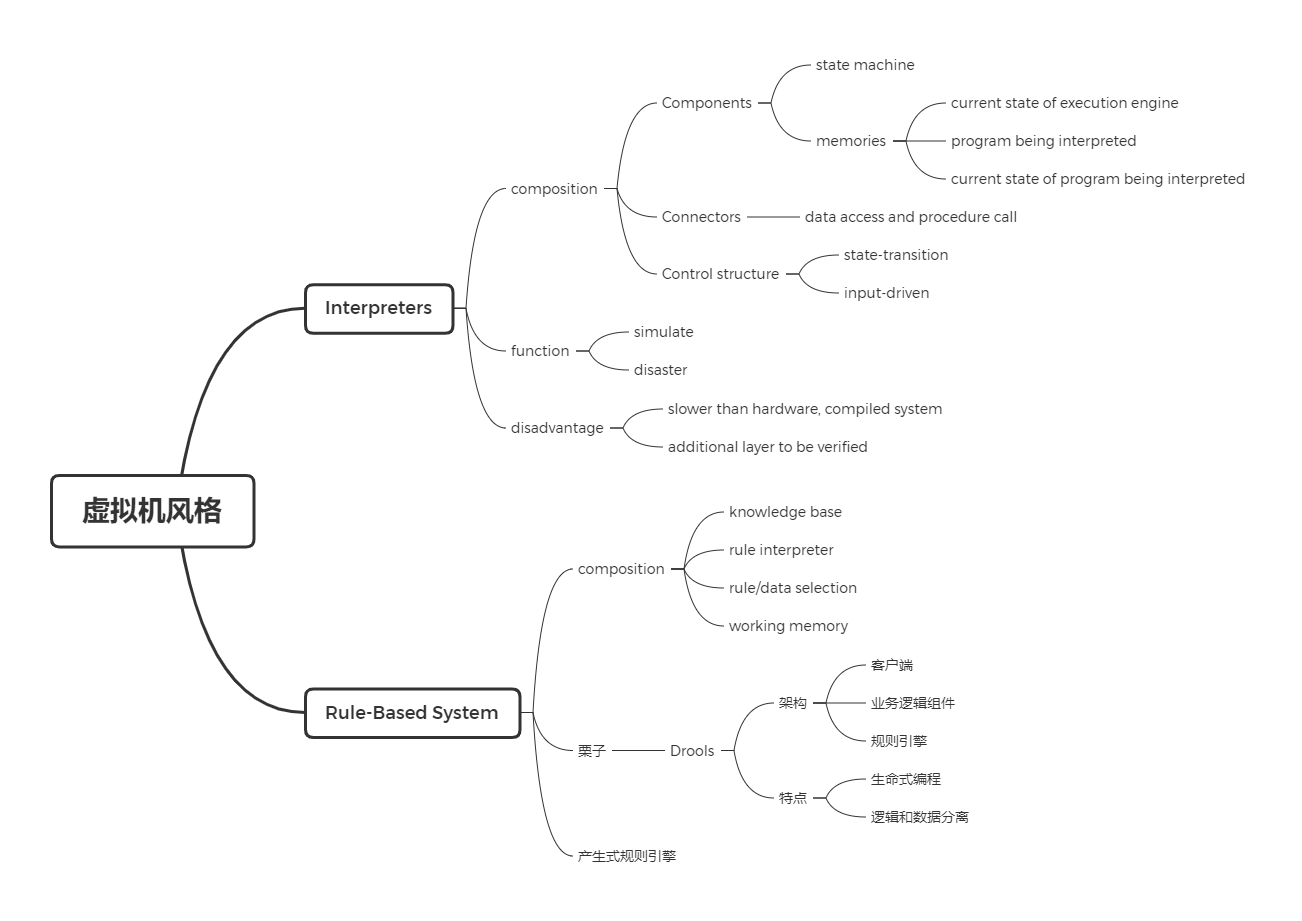 虚拟机风格
Interpreters
composition
Components
state machine
memories
current state of execution engine
program being interpreted
current state of program being interpreted
Connectors
data access and procedure call
Control structure
state-transition
input-driven
function
simulate
disaster
disadvantage
slower than hardware, compiled system
additional layer to be verified
Rule-Based System
composition
knowledge base
rule interpreter
rule/data selection
working memory
栗子
Drools
架构
客户端
业务逻辑组件
规则引擎
特点
生命式编程
逻辑和数据分离
产生式规则引擎